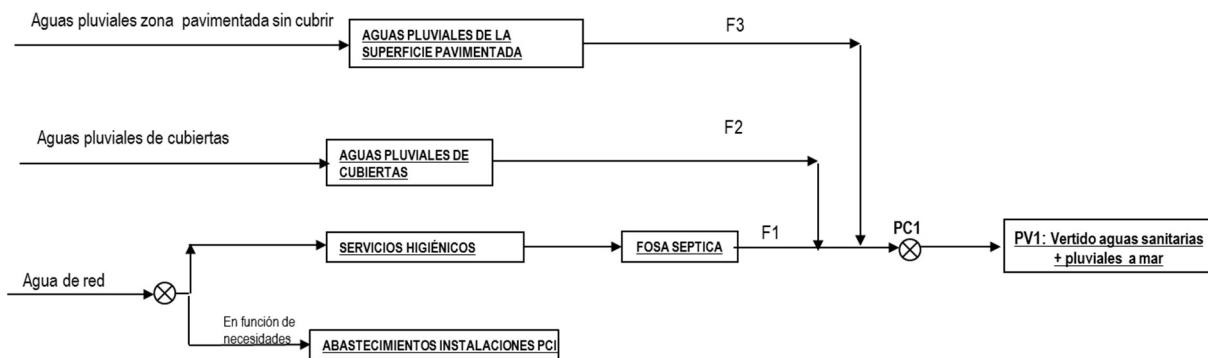 Aguas pluviales zona pavimentada sin cubrir
AGUAS PLUVIALES DE LA
SUPERFICIE PAVIMENTADA
F3
Aguas pluviales de cubiertas
AGUAS PLUVIALES DE
CUBIERTAS
F2
Agua de red
SERVICIOS HIGIÉNICOS
FOSA SEPTICA
F1
PC1
PV1: Vertido aguas sanitarias
+ pluviales a mar
En función de
necesidades
ABASTECIMIENTOS INSTALACIONES PCI